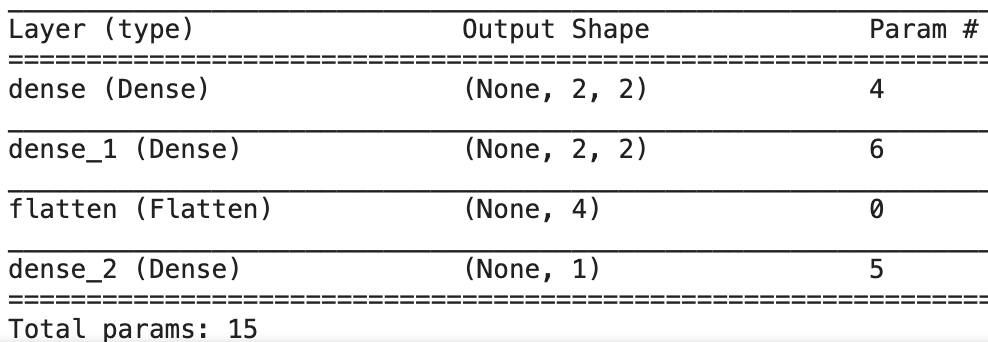 Layer (type) Output Shape Param #
dense (Dense) (None, 2, 2) 4
dense_1 (Dense) (None, 2, 2) 6
flatten (Flatten) (None, 4) 0
dense_2 (Dense) (None, 1) 5
Total params: 15